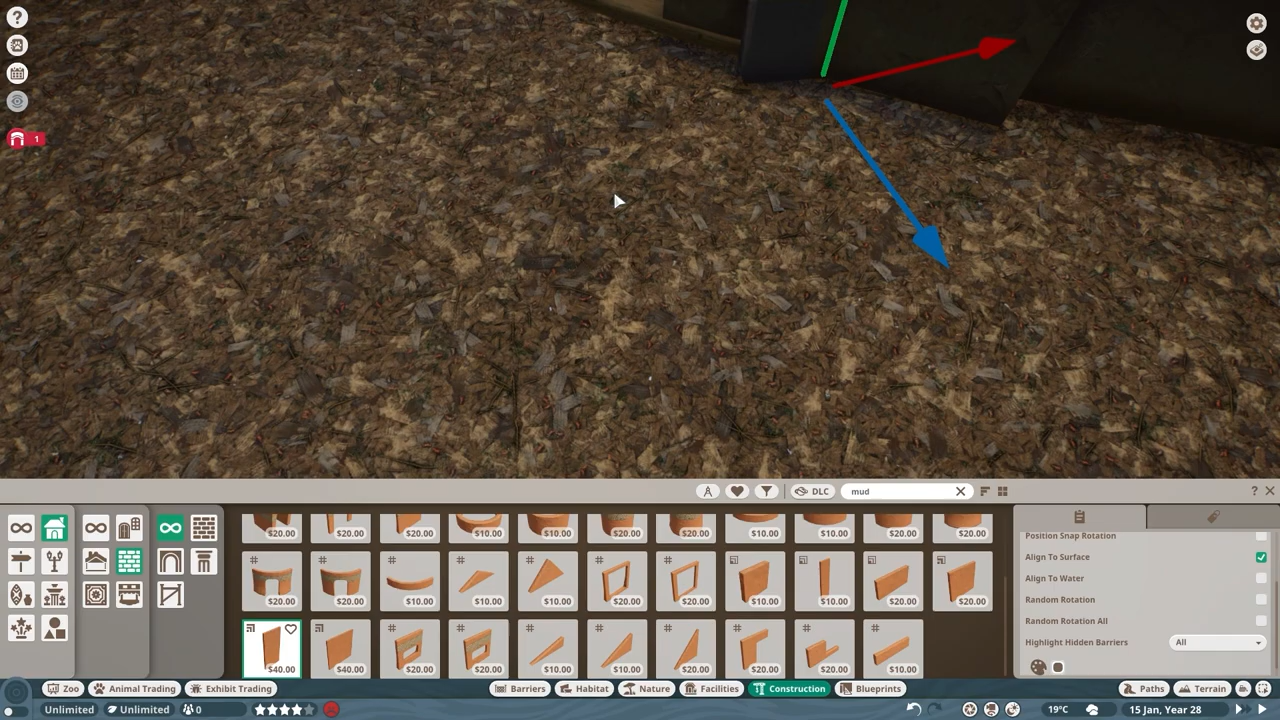 ?
1
DLC
mud
?
$20.00 $20.00 $20.00 $10.00 $10.00 $20.00 $20.00 $10.00 $10.00 $20.00 $20.00
$20.00 $20.00 $10.00 $10.00 $10.00 $20.00 $20.00 $10.00 $10.00 $20.00 $20.00
$40.00 $40.00 $20.00 $20.00 $10.00 $10.00 $20.00 $20.00 $20.00 $10.00
Position Snap Rotation
Align To Surface
Align To Water
Random Rotation
Random Rotation All
Highlight Hidden Barriers All
Zoo Animal Trading Exhibit Trading Barriers Habitat Nature Facilities Construction Blueprints Paths Terrain
Unlimited Unlimited 0 19°C 15 Jan, Year 28